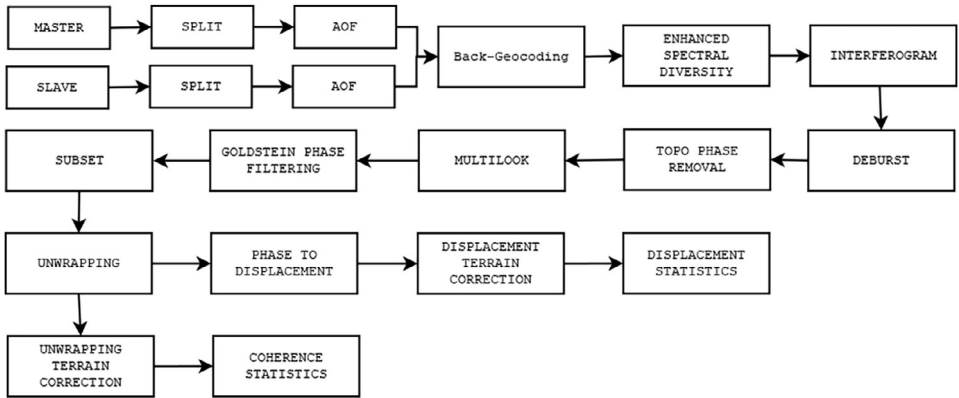 MASTER
SPLIT
AOF
SLAVE
SPLIT
AOF
Back-Geocoding
ENHANCED
SPECTRAL
DIVERSITY
INTERFEROGRAM
DEBURST
TOPO PHASE
REMOVAL
MULTILOOK
GOLDSTEIN PHASE
FILTERING
SUBSET
UNWRAPPING
PHASE TO
DISPLACEMENT
DISPLACEMENT
TERRAIN
CORRECTION
DISPLACEMENT
STATISTICS
UNWRAPPING
TERRAIN
CORRECTION
COHERENCE
STATISTICS